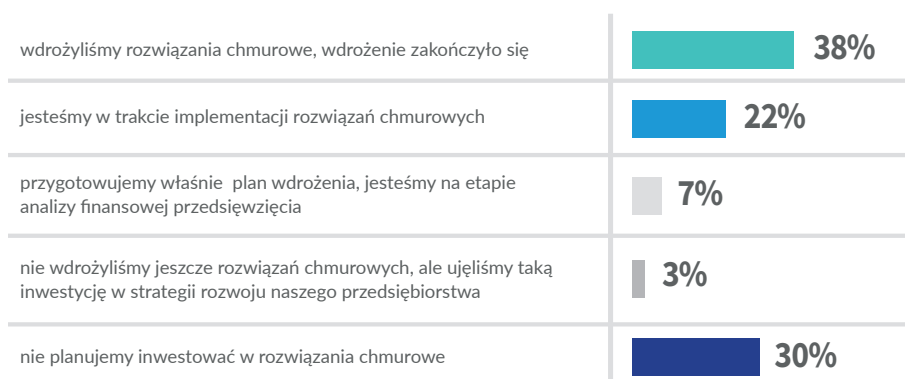 wdrożyliśmy rozwiązania chmurowe, wdrożenie zakończyło się
38%
jesteśmy w trakcie implementacji rozwiązań chmurowych
22%
przygotowujemy właśnie plan wdrożenia, jesteśmy na etapie
analizy finansowej przedsięwzięcia
7%
nie wdrożyliśmy jeszcze rozwiązań chmurowych, ale ujęliśmy taką
inwestycję w strategii rozwoju naszego przedsiębiorstwa
3%
nie planujemy inwestować w rozwiązania chmurowe
30%